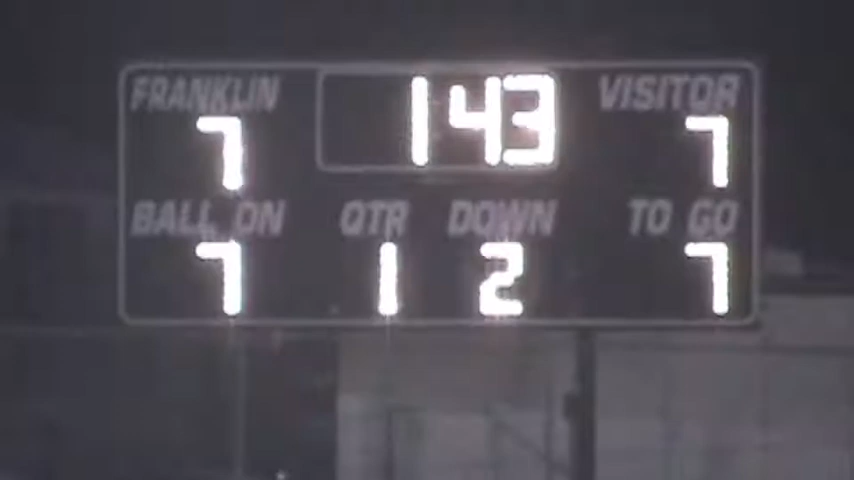 FRANKLIN 143 VISITOR
7 7
BALL ON QTR DOWN TO GO
7 1 2 7